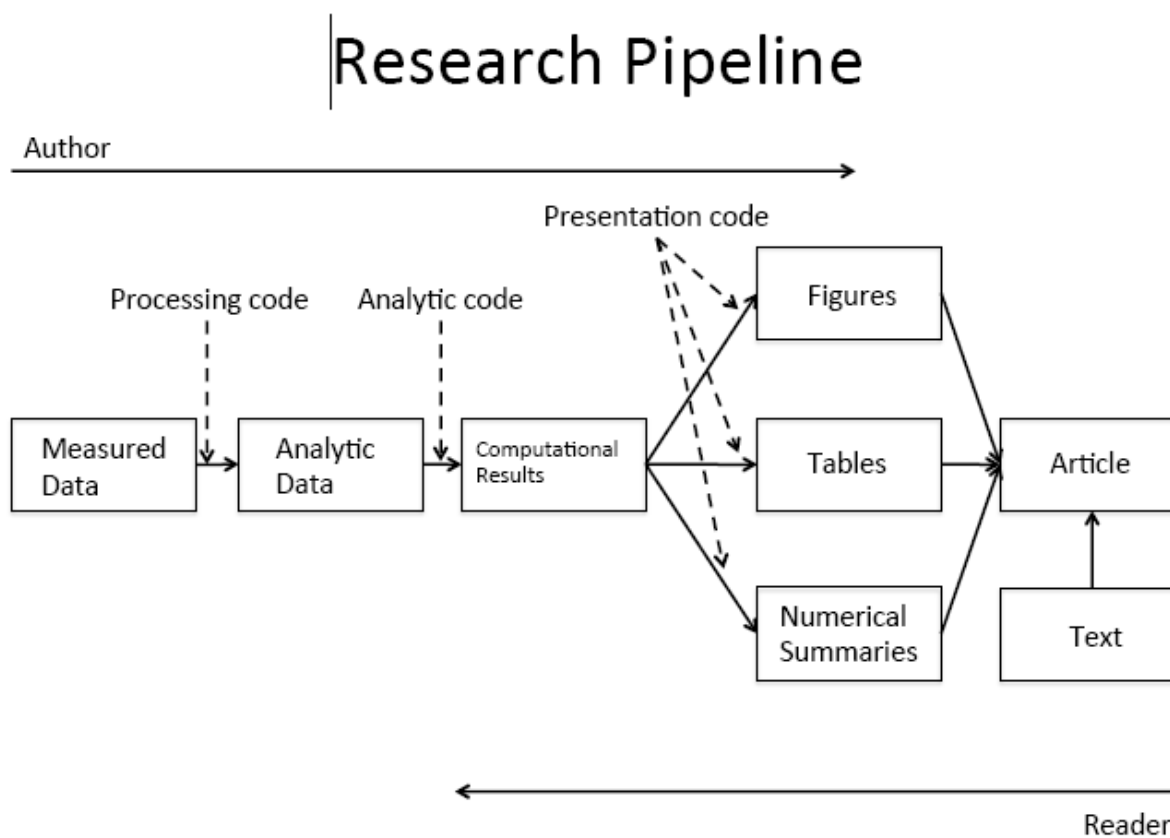 Research Pipeline
Author
Presentation code
Processing code
Analytic code
Figures
Measured
Data
Analytic
Data
Computational
Results
Tables
Article
Numerical
Summaries
Text
Reader